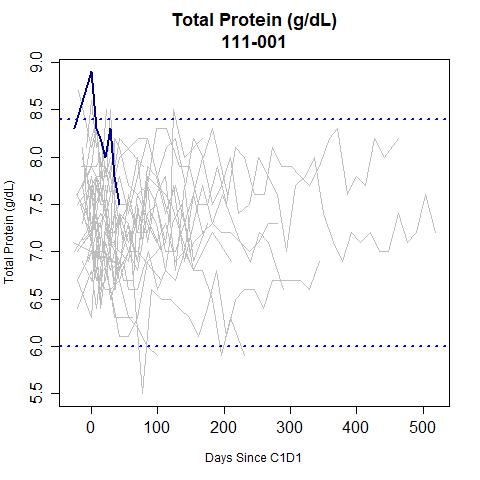 Total Protein (g/dL)
111-001
Total Protein (g/dL)
9.0
8.5
8.0
7.5
7.0
6.5
6.0
5.5
0 100 200 300 400 500
Days Since C1D1